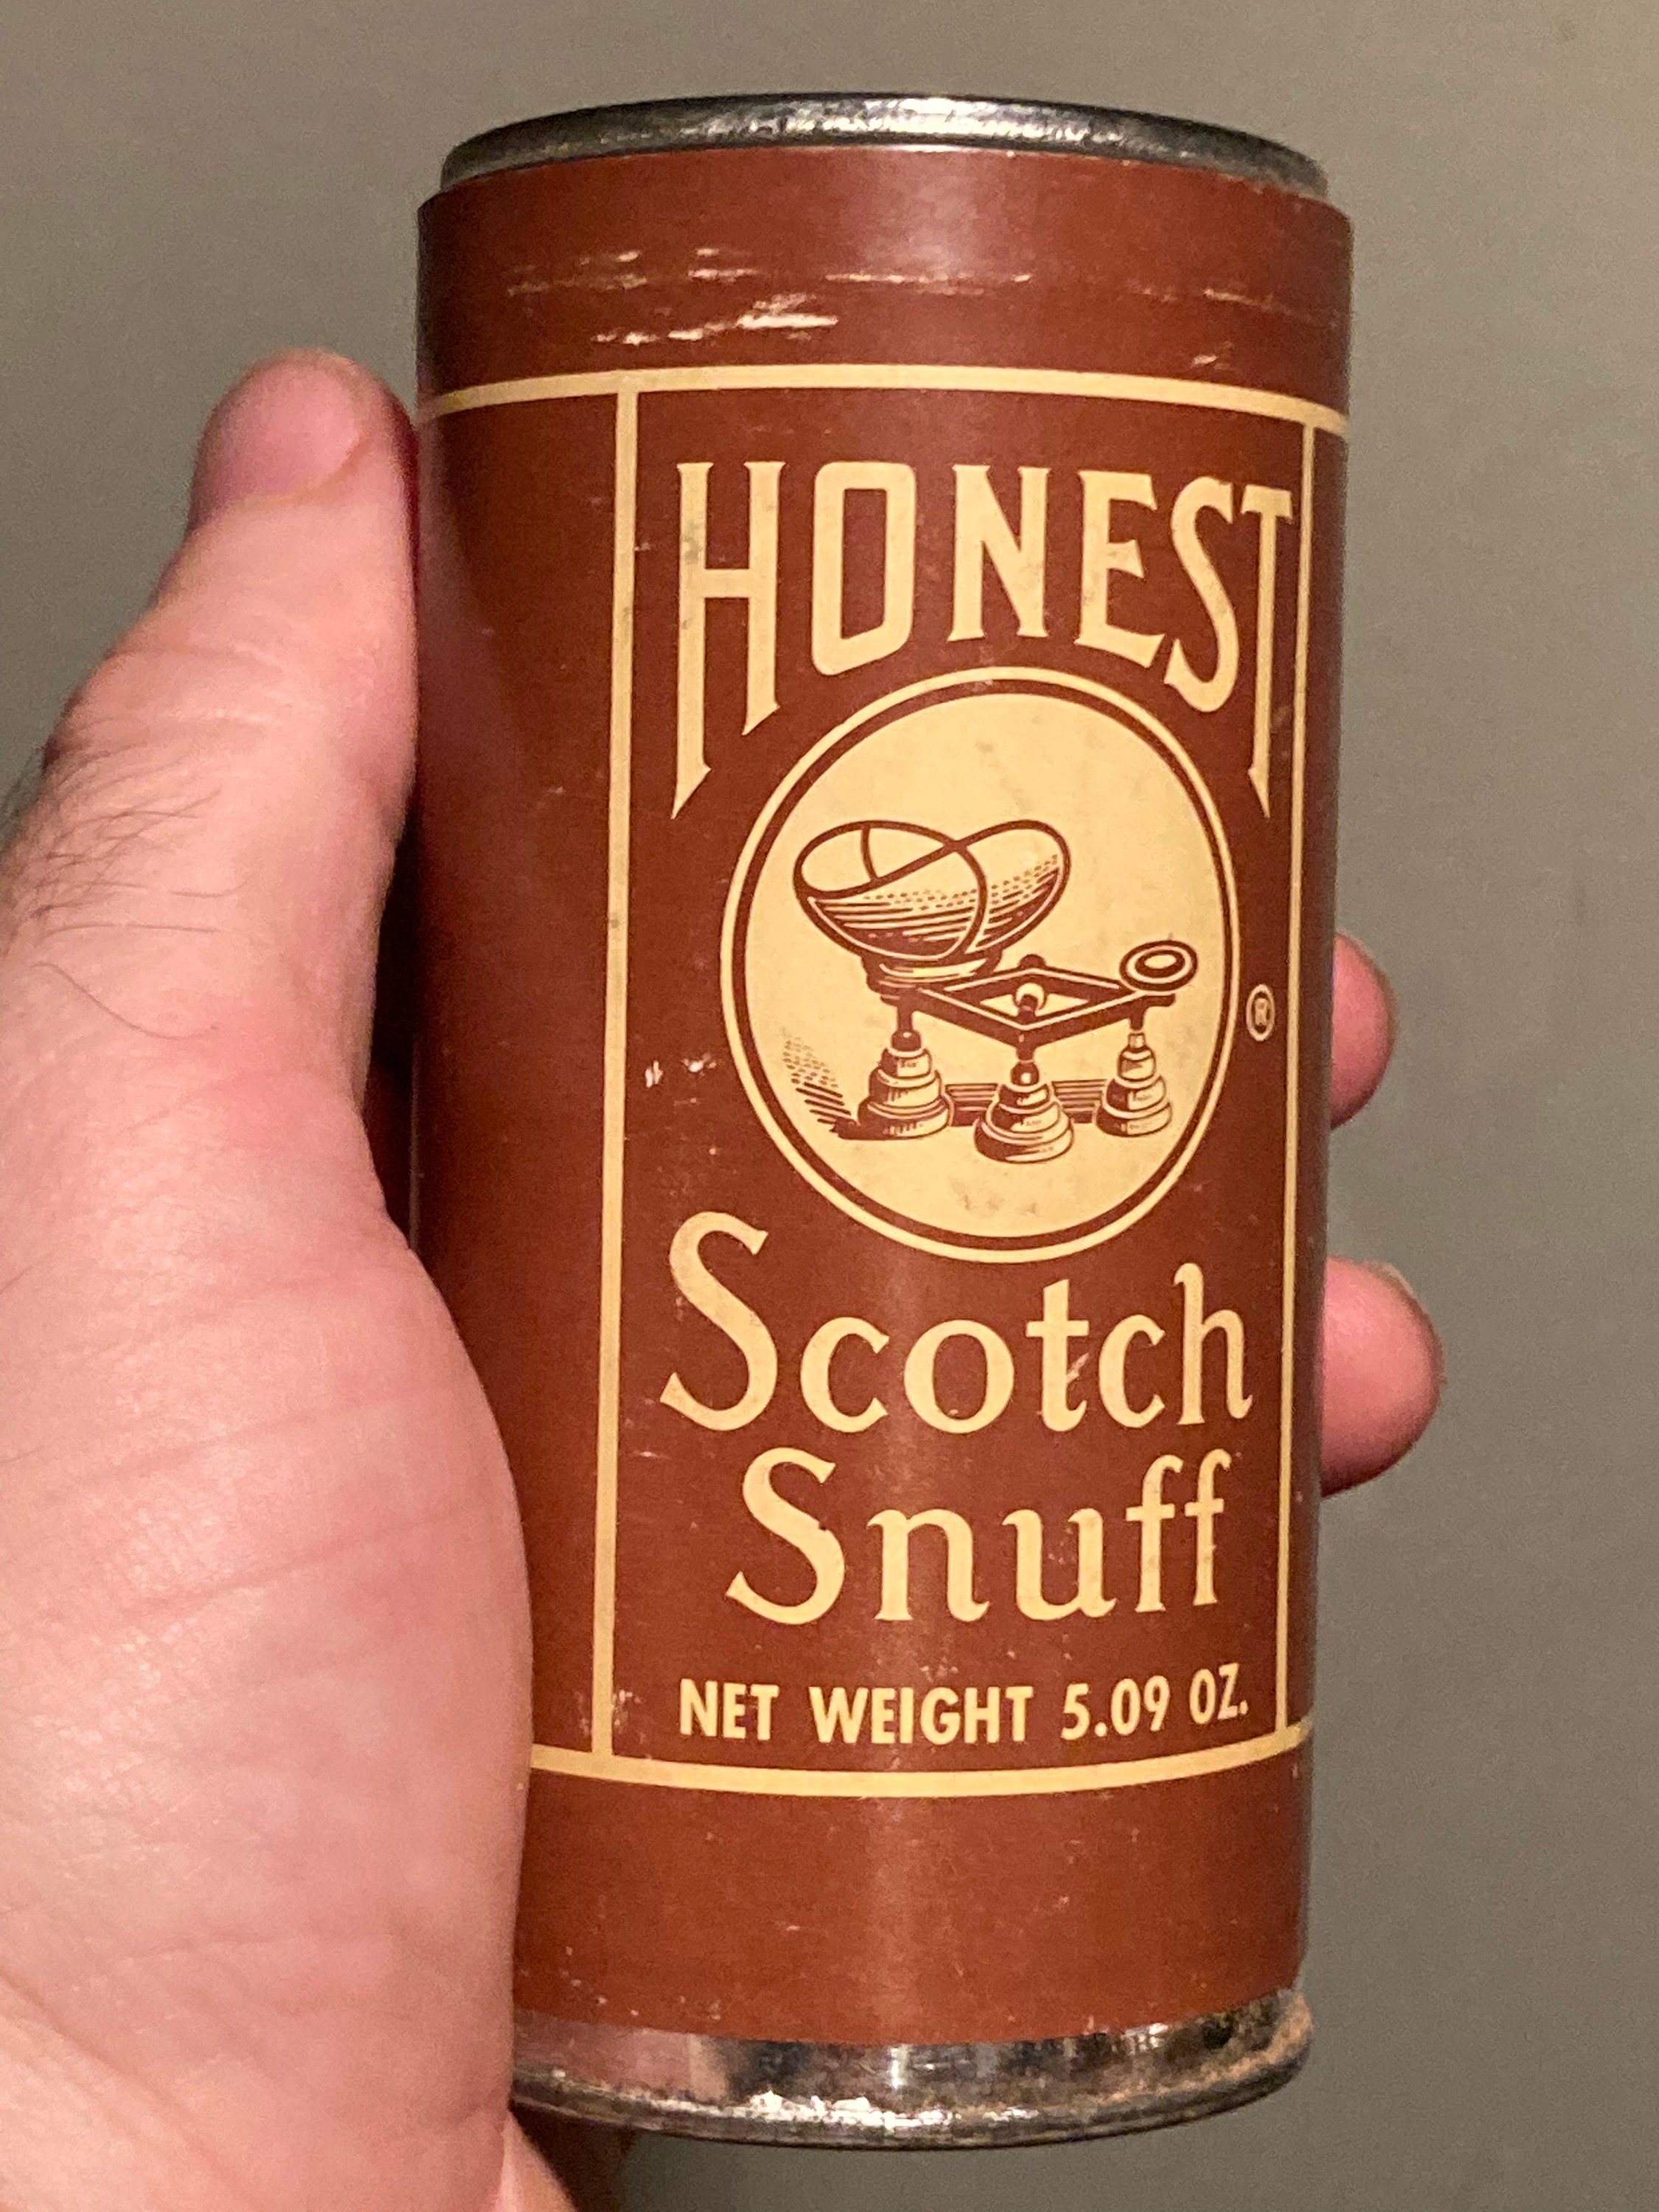 HONEST
®
Scotch
Snuff
NET WEIGHT 5.09 OZ.